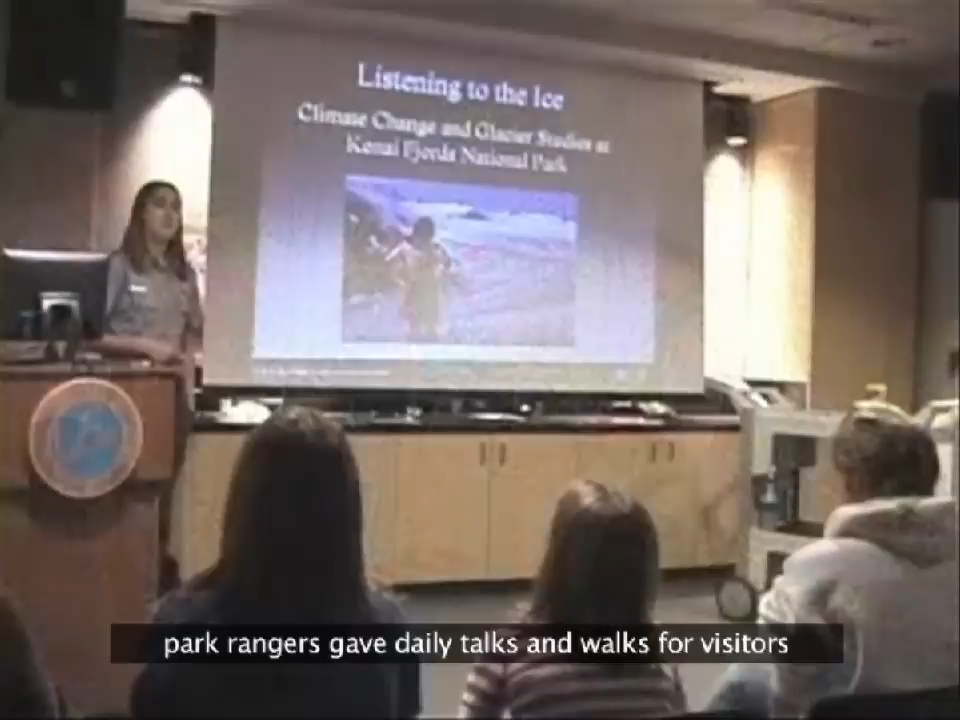 Listening to the Ice
Climate Change and Glacier Studies at
Kenai Fjords National Park
park rangers gave daily talks and walks for visitors